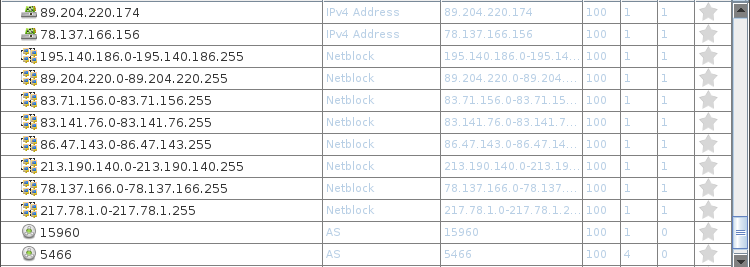 89.204.220.174 IPv4 Address 89.204.220.174 100 1 1
78.137.166.156 IPv4 Address 78.137.166.156 100 1 1
195.140.186.0-195.140.186.255 Netblock 195.140.186.0-195.14... 100 1 1
89.204.220.0-89.204.220.255 Netblock 89.204.220.0-89.204.... 100 1 1
83.71.156.0-83.71.156.255 Netblock 83.71.156.0-83.71.15... 100 1 1
83.141.76.0-83.141.76.255 Netblock 83.141.76.0-83.141.7... 100 1 1
86.47.143.0-86.47.143.255 Netblock 86.47.143.0-86.47.14... 100 1 1
213.190.140.0-213.190.140.255 Netblock 213.190.140.0-213.19... 100 1 1
78.137.166.0-78.137.166.255 Netblock 78.137.166.0-78.137.... 100 1 1
217.78.1.0-217.78.1.255 Netblock 217.78.1.0-217.78.1.2... 100 1 1
15960 AS 15960 100 1 0
5466 AS 5466 100 4 0